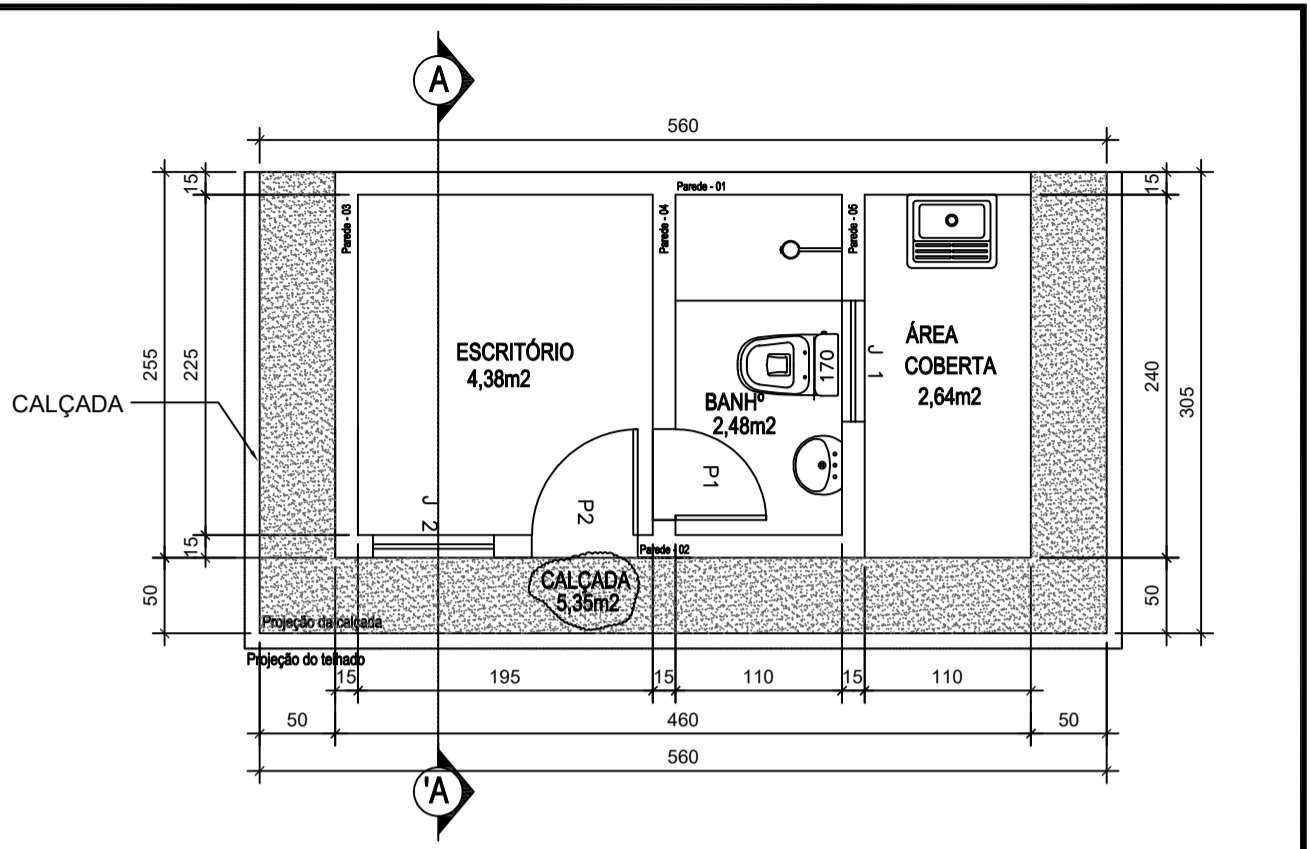 A
560
15
15
Parede - 01
Parede - 03
Parede - 04
Parede - 05
255
225
ESCRITÓRIO
4,38m2
170
J 1
ÁREA
COBERTA
2,64m2
240
305
CALÇADA
BANHº
2,48m2
P1
J 2
P2
15
Parede - 02
50
CALÇADA
5,35m2
50
Projeção da calçada
Projeção do telhado
15
195
15
110
15
110
50
460
50
560
'A